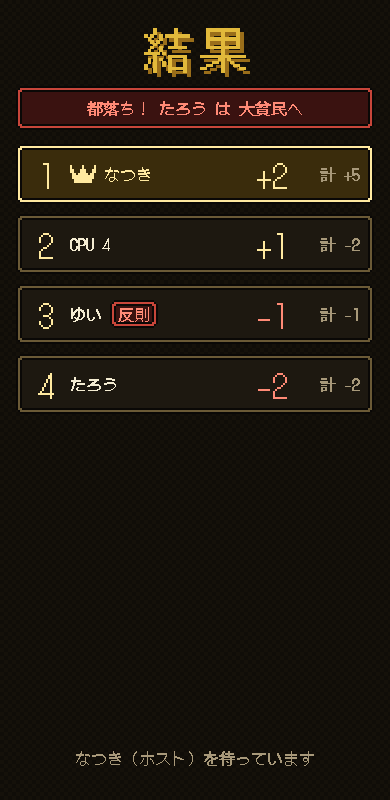 結果
都落ち! たろう は 大貧民へ
1 なつき +2 計 +5
2 CPU 4 +1 計 -2
3 ゆい 反則 -1 計 -1
4 たろう -2 計 -2
なつき（ホスト）を待っています